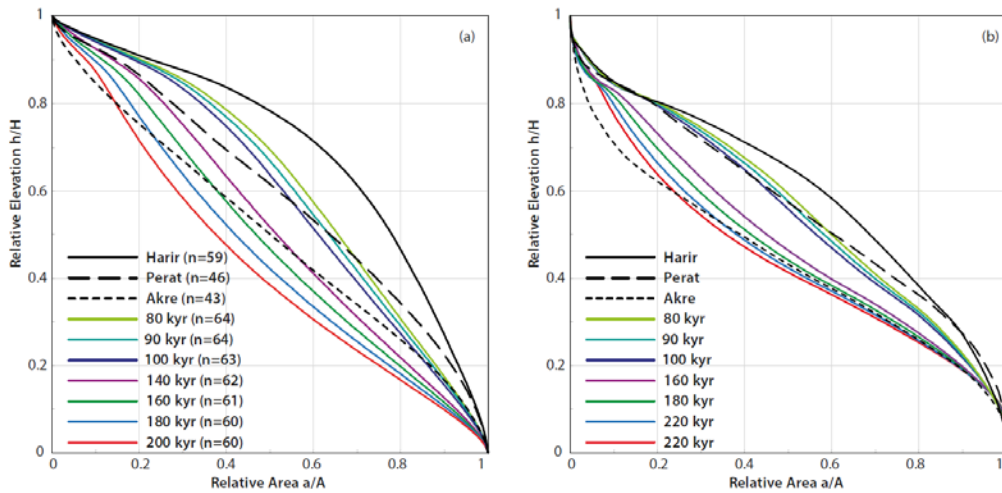 (a)
1
0.8
0.6
0.4
0.2
0
Relative Elevation h/H
Harir (n=59)
Perat (n=46)
Akre (n=43)
80 kyr (n=64)
90 kyr (n=64)
100 kyr (n=63)
140 kyr (n=62)
160 kyr (n=61)
180 kyr (n=60)
200 kyr (n=60)
0 0.2 0.4 0.6 0.8 1
Relative Area a/A
(b)
1
0.8
0.6
0.4
0.2
0
Relative Elevation h/H
Harir
Perat
Akre
80 kyr
90 kyr
100 kyr
160 kyr
180 kyr
220 kyr
220 kyr
0 0.2 0.4 0.6 0.8 1
Relative Area a/A